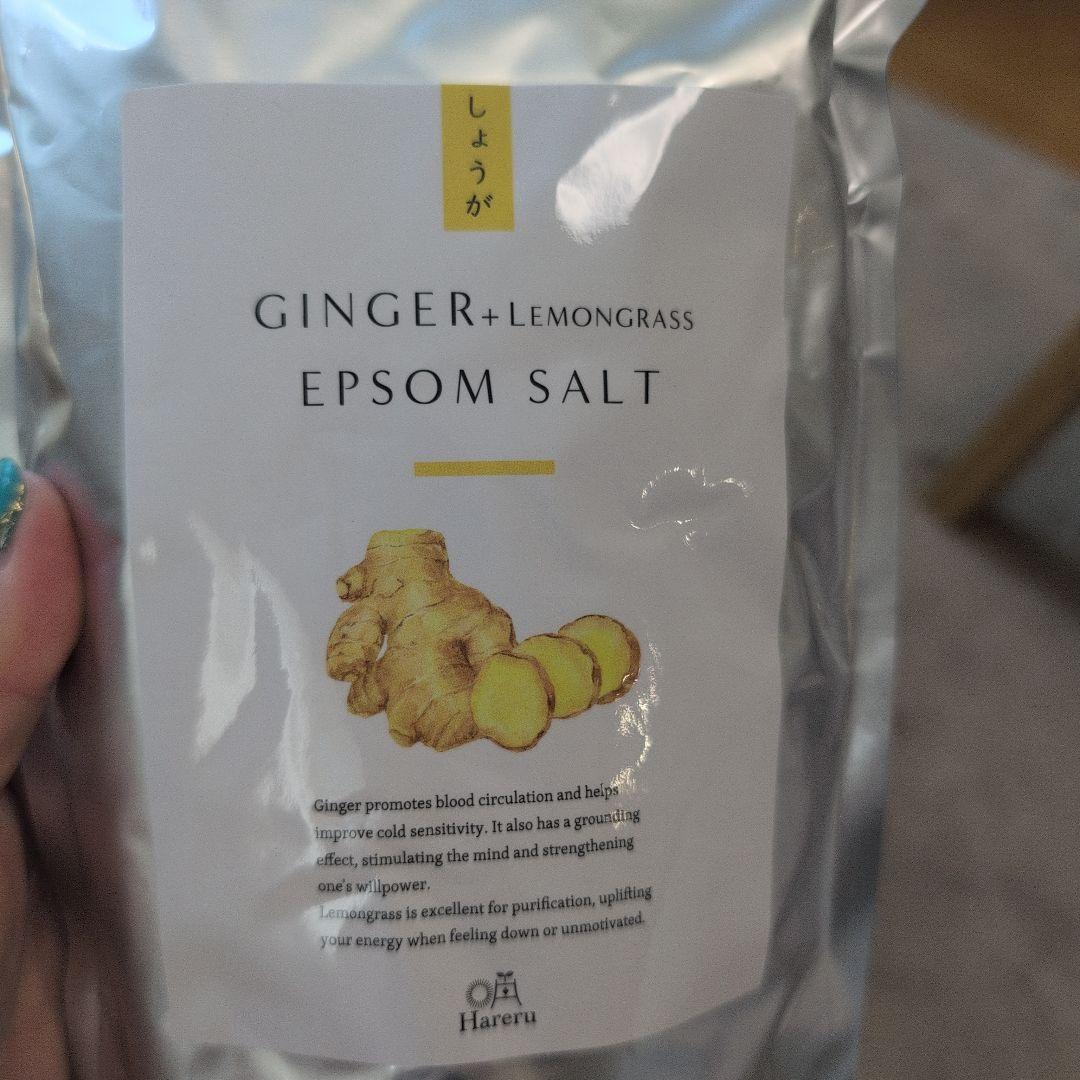 しょうが
GINGER+LEMONGRASS
EPSOM SALT
Ginger promotes blood circulation and helps
improve cold sensitivity. It also has a grounding
effect, stimulating the mind and strengthening
one's willpower.
Lemongrass is excellent for purification, uplifting
your energy when feeling down or unmotivated.
Hareru